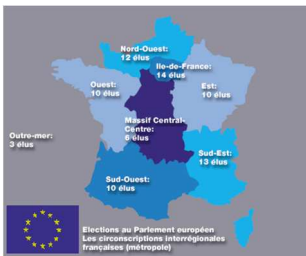 Nord-Ouest:
12 élus
Ile-de-France:
14 élus
Ouest:
10 élus
Est:
10 élus
Massif Central-
Centre:
6 élus
Outre-mer:
3 élus
Sud-Est:
13 élus
Sud-Ouest:
10 élus
Elections au Parlement européen
Les circonscriptions interrégionales
françaises (métropole)